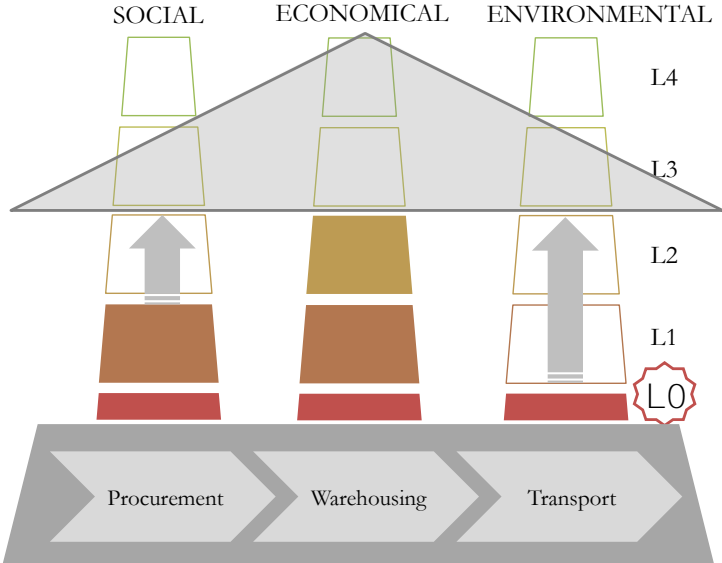 SOCIAL
ECONOMICAL
ENVIRONMENTAL
L4
L3
L2
L1
L0
Procurement
Warehousing
Transport